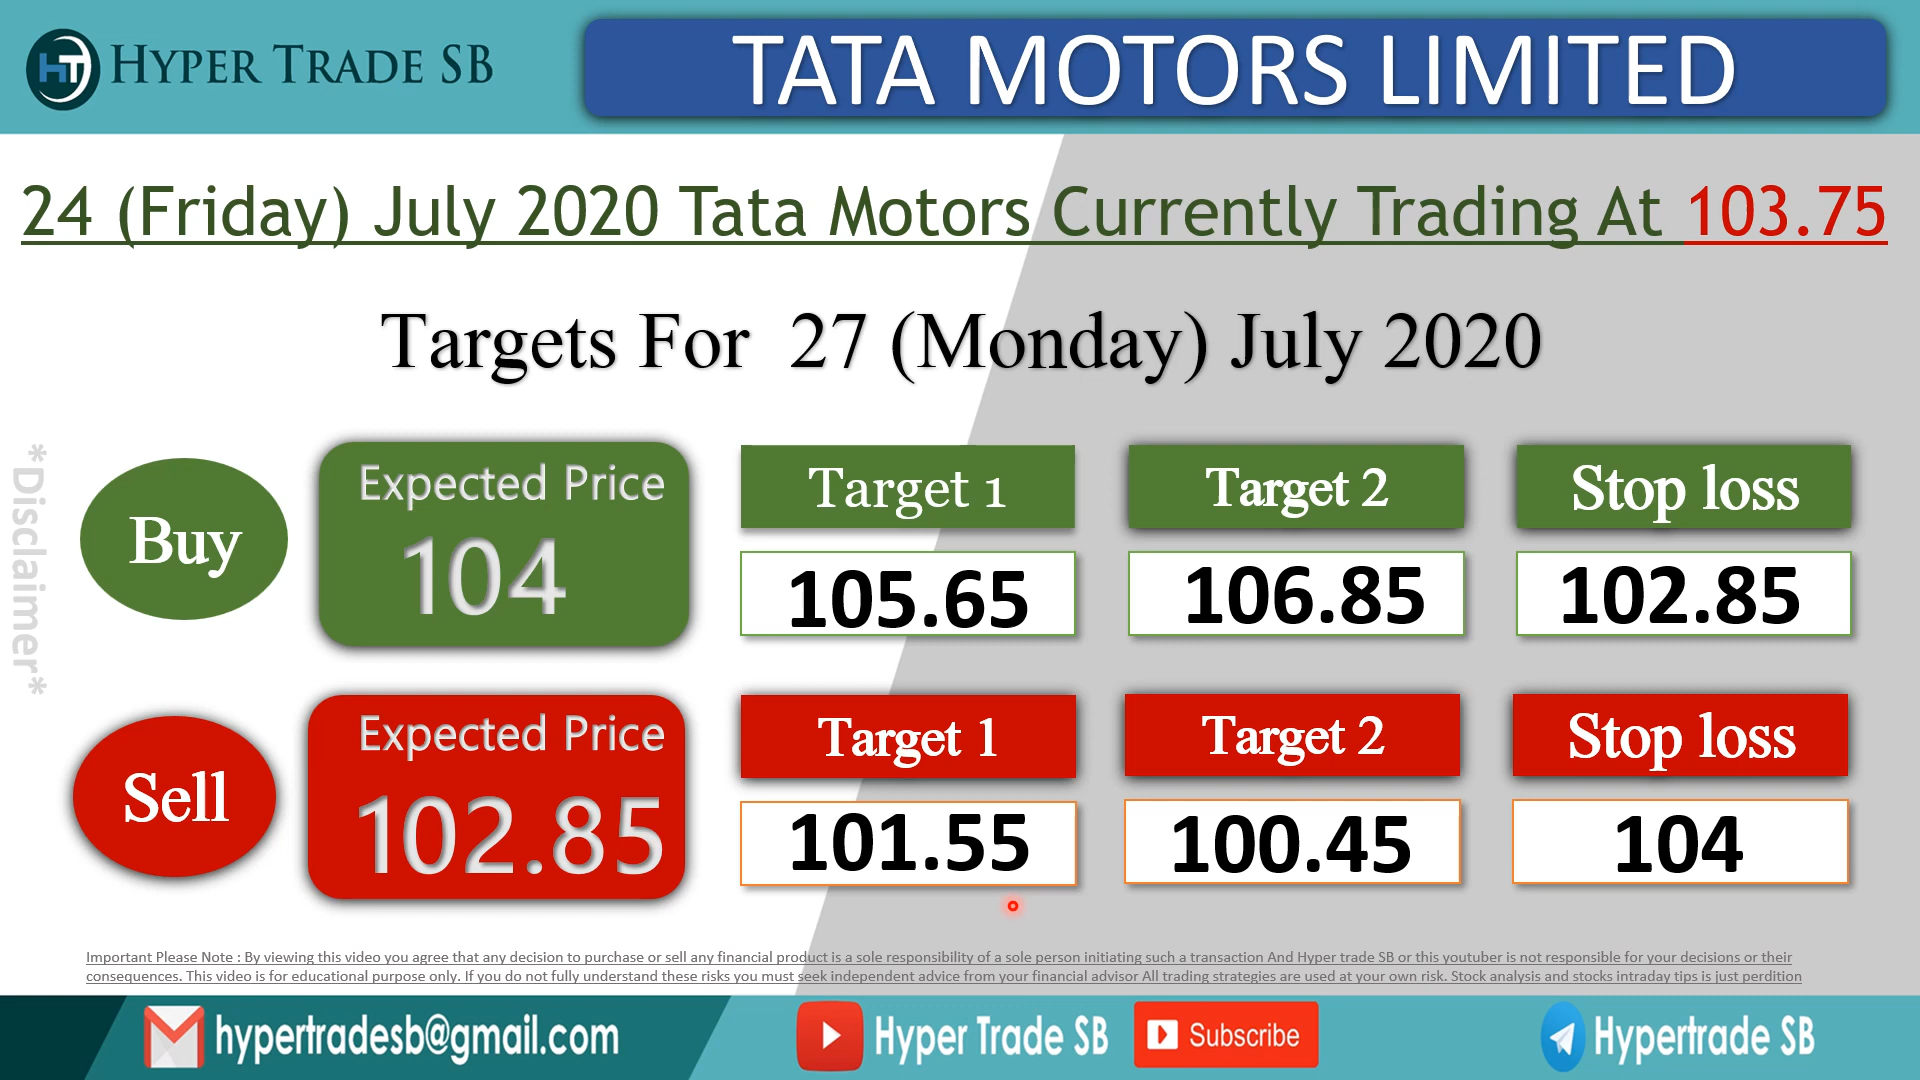 HT HYPER TRADE SB
TATA MOTORS LIMITED
24 (Friday) July 2020 Tata Motors Currently Trading At 103.75
Targets For 27 (Monday) July 2020
*Disclaimer*
Buy
Expected Price
104
Target 1
105.65
Target 2
106.85
Stop loss
102.85
Sell
Expected Price
102.85
Target 1
101.55
Target 2
100.45
Stop loss
104
Important Please Note : By viewing this video you agree that any decision to purchase or sell any financial product is a sole responsibility of a sole person initiating such a transaction And Hyper trade SB or this youtuber is not responsible for your decisions or their
consequences. This video is for educational purpose only. If you do not fully understand these risks you must seek independent advice from your financial advisor All trading strategies are used at your own risk. Stock analysis and stocks intraday tips is just perdition
hypertradesb@gmail.com
Hyper Trade SB
Subscribe
Hypertrade SB